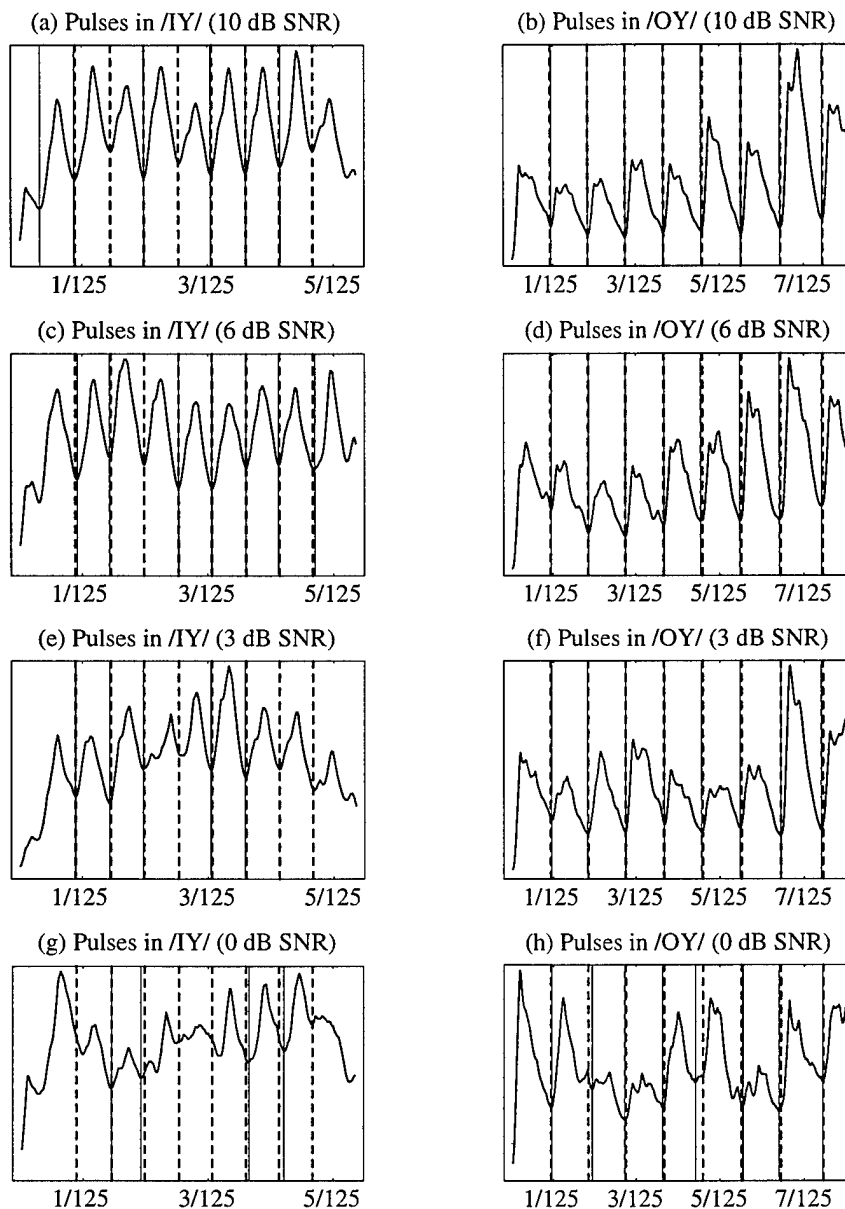 (a) Pulses in /IY/ (10 dB SNR)
(b) Pulses in /OY/ (10 dB SNR)
1/125 3/125 5/125
1/125 3/125 5/125 7/125
(c) Pulses in /IY/ (6 dB SNR)
(d) Pulses in /OY/ (6 dB SNR)
1/125 3/125 5/125
1/125 3/125 5/125 7/125
(e) Pulses in /IY/ (3 dB SNR)
(f) Pulses in /OY/ (3 dB SNR)
1/125 3/125 5/125
1/125 3/125 5/125 7/125
(g) Pulses in /IY/ (0 dB SNR)
(h) Pulses in /OY/ (0 dB SNR)
1/125 3/125 5/125
1/125 3/125 5/125 7/125